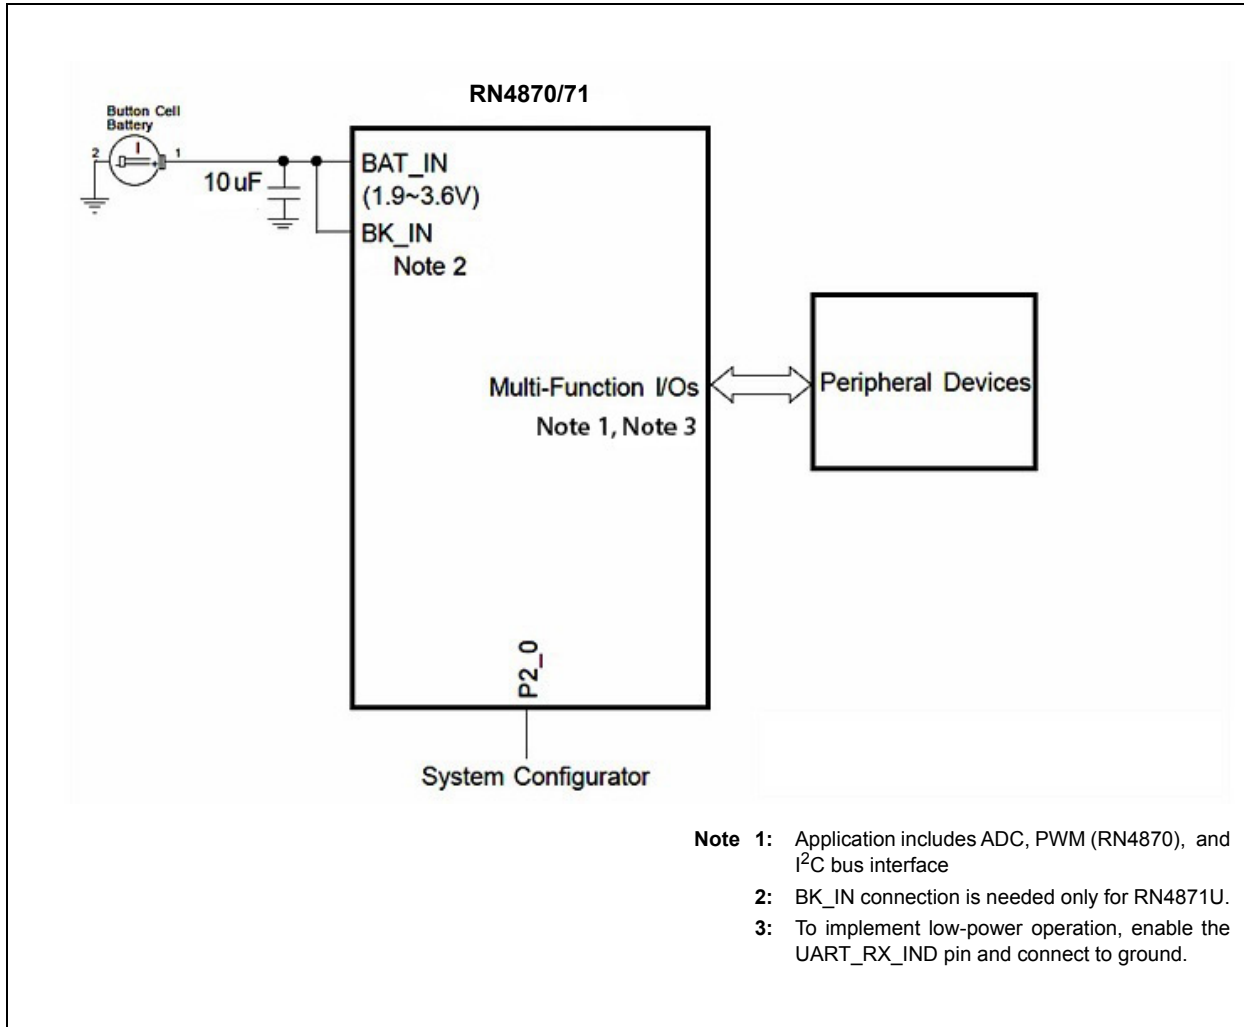 RN4870/71
Button Cell
Battery
2
1
10 uF
BAT_IN
(1.9~3.6V)
BK_IN
Note 2
Multi-Function I/Os
Note 1, Note 3
Peripheral Devices
P2_0
System Configurator
Note 1: Application includes ADC, PWM (RN4870), and
I2C bus interface
2: BK_IN connection is needed only for RN4871U.
3: To implement low-power operation, enable the
UART_RX_IND pin and connect to ground.